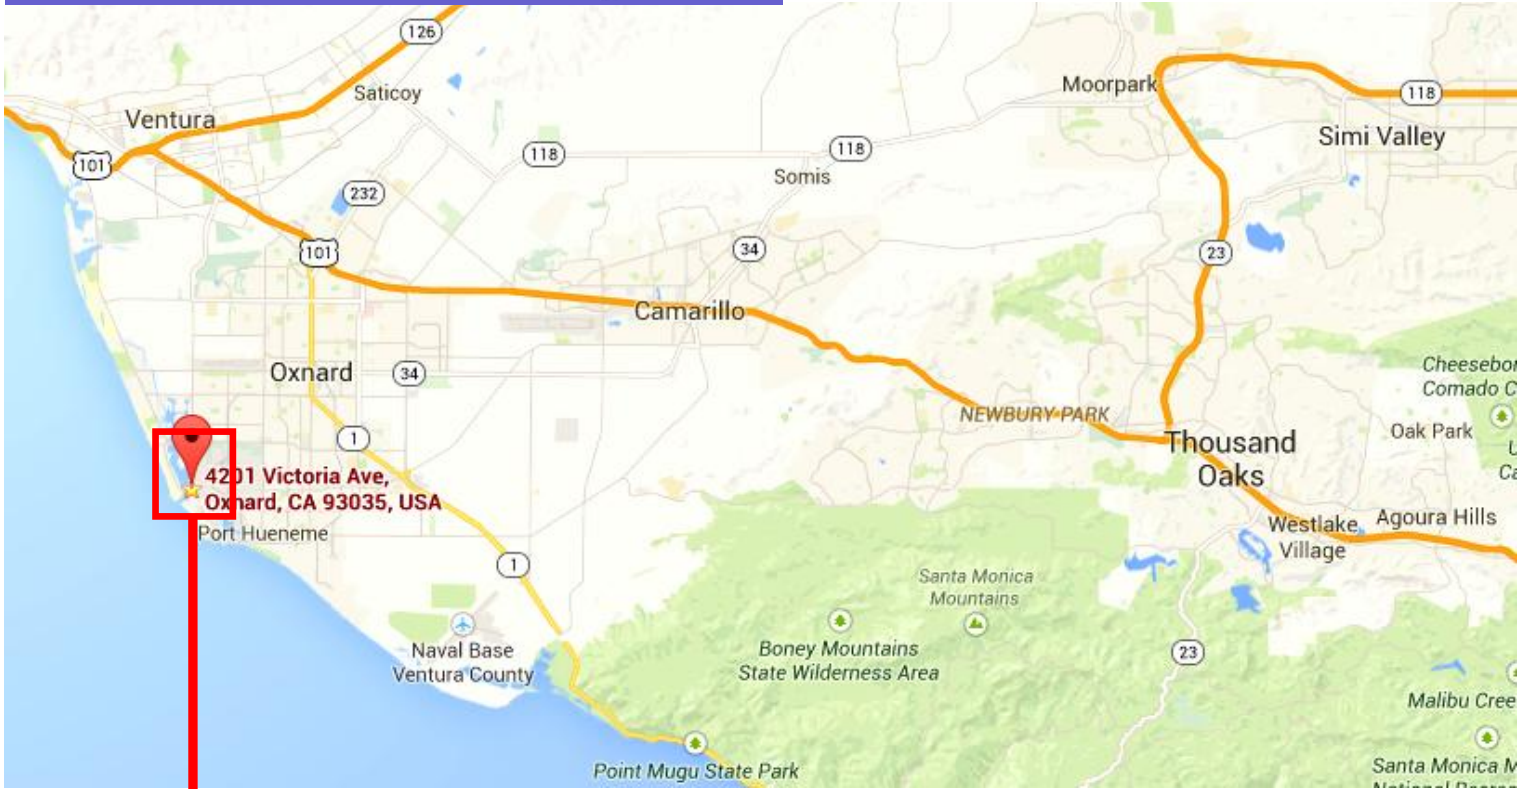 126
Saticoy
Moorpark
118
Ventura
Simi Valley
101
118
118
Somis
232
101
34
23
Camarillo
Oxnard
34
Cheesebor
Comado C
NEWBURY PARK
Oak Park
1
Thousand
Oaks
U
Ca
4201 Victoria Ave,
Oxnard, CA 93035, USA
Port Hueneme
Westlake
Village
Agoura Hills
1
Santa Monica
Mountains
Naval Base
Ventura County
Boney Mountains
State Wilderness Area
23
Malibu Cree
Point Mugu State Park
Santa Monica M